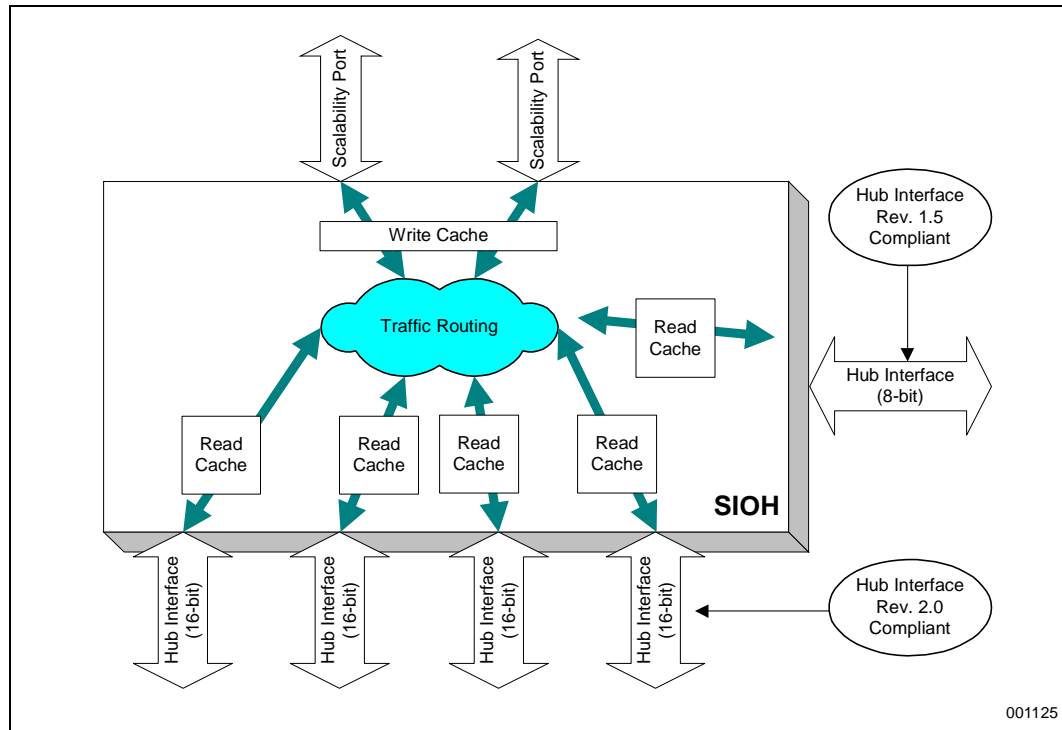 Scalability Port
Scalability Port
Hub Interface
Rev. 1.5
Compliant
Write Cache
Traffic Routing
Read
Cache
Hub Interface
(8-bit)
Read
Cache
Read
Cache
Read
Cache
Read
Cache
SIOH
Hub Interface
(16-bit)
Hub Interface
(16-bit)
Hub Interface
(16-bit)
Hub Interface
(16-bit)
Hub Interface
Rev. 2.0
Compliant
001125